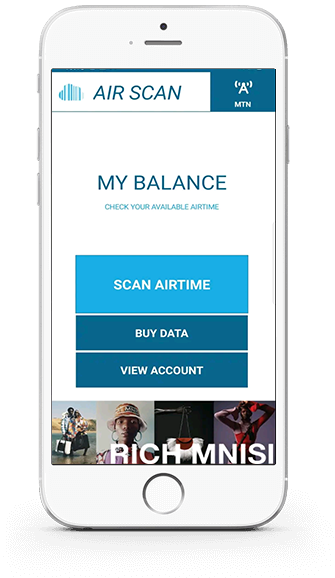 AIR SCAN
MTN
MY BALANCE
CHECK YOUR AVAILABLE AIRTIME
SCAN AIRTIME
BUY DATA
VIEW ACCOUNT
RICH MNISI